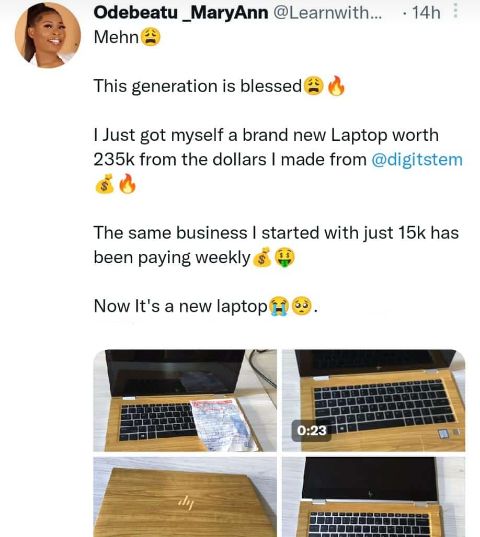 Odebeatu _MaryAnn @Learnwith... · 14h
Mehn😩
This generation is blessed😩🔥
I Just got myself a brand new Laptop worth
235k from the dollars I made from @digitstem
💰🔥
The same business I started with just 15k has
been paying weekly💰🤑
Now It's a new laptop😭🥺.
0:23
hp